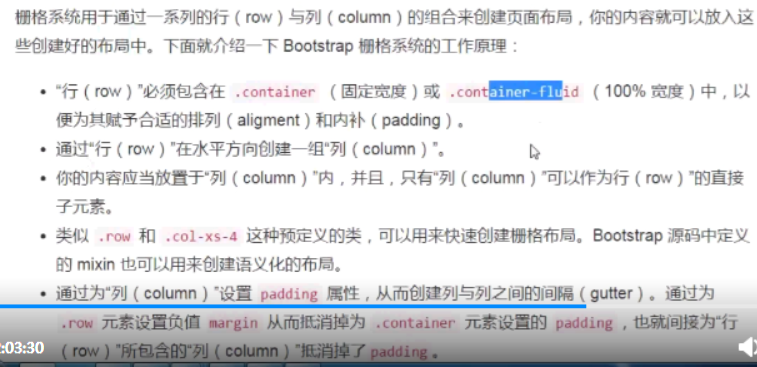 栅格系统用于通过一系列的行（row）与列（column）的组合来创建页面布局，你的内容就可以放入这
些创建好的布局中。下面就介绍一下 Bootstrap 栅格系统的工作原理：
• “行（row）”必须包含在 .container （固定宽度）或 .container-fluid （100% 宽度）中，以
便为其赋予合适的排列（aligment）和内补（padding）。
• 通过“行（row）”在水平方向创建一组“列（column）”。
• 你的内容应当放置于“列（column）”内，并且，只有“列（column）”可以作为行（row）”的直接
子元素。
• 类似 .row 和 .col-xs-4 这种预定义的类，可以用来快速创建栅格布局。Bootstrap 源码中定义
的 mixin 也可以用来创建语义化的布局。
• 通过为“列（column）”设置 padding 属性，从而创建列与列之间的间隔（gutter）。通过为
.row 元素设置负值 margin 从而抵消掉为 .container 元素设置的 padding，也就间接为“行
（row）”所包含的“列（column）”抵消掉了padding。
:03:30